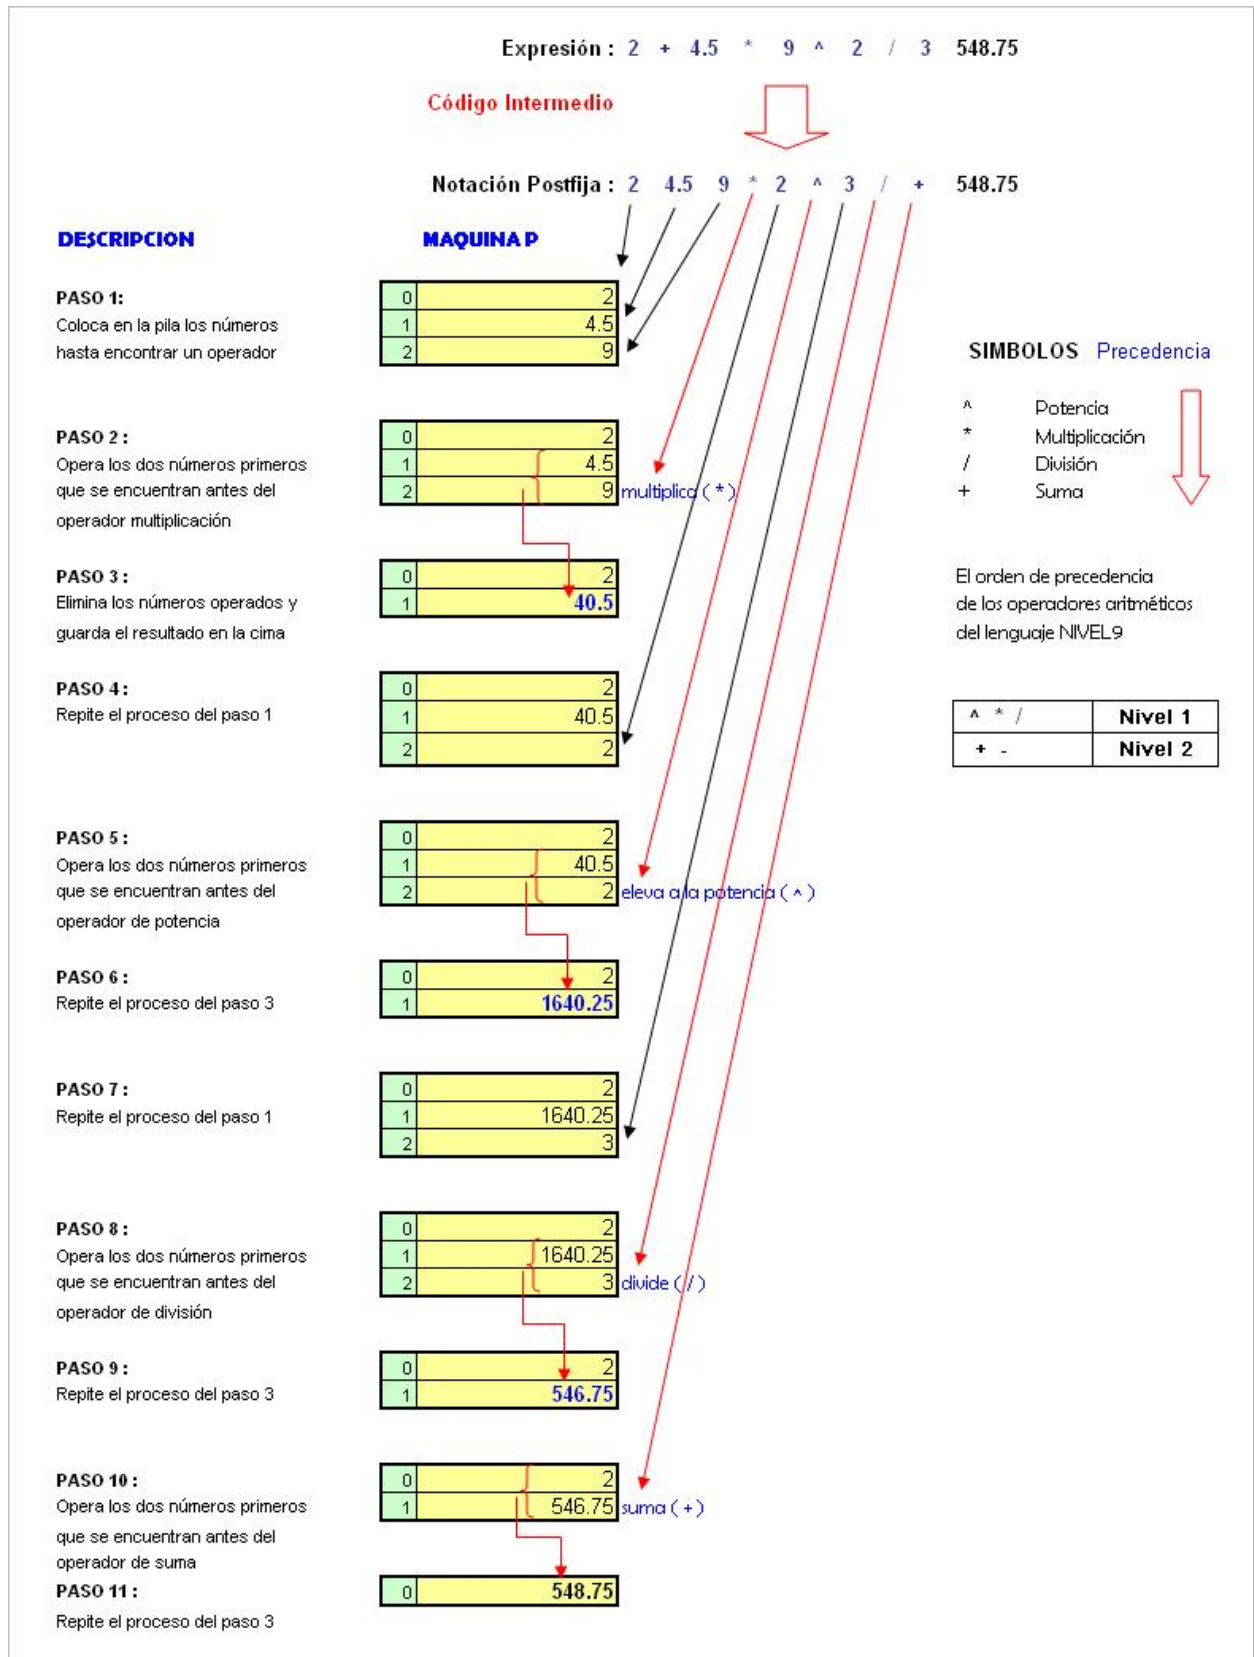 Expresión : 2 + 4.5 * 9 ^ 2 / 3 548.75
Código Intermedio
Notación Postfija : 2 4.5 9 * 2 ^ 3 / + 548.75
DESCRIPCION MAQUINA P
PASO 1:
Coloca en la pila los números
hasta encontrar un operador
0 2
1 4.5
2 9
SIMBOLOS Precedencia
^ Potencia
* Multiplicación
/ División
+ Suma
PASO 2 :
Opera los dos números primeros
que se encuentran antes del
operador multiplicación
0 2
1 4.5
2 9 multiplica ( * )
PASO 3 :
Elimina los números operados y
guarda el resultado en la cima
0 2
1 40.5
El orden de precedencia
de los operadores aritméticos
del lenguaje NIVEL9
PASO 4 :
Repite el proceso del paso 1
0 2
1 40.5
2 2
^ * / Nivel 1
+ - Nivel 2
PASO 5 :
Opera los dos números primeros
que se encuentran antes del
operador de potencia
0 2
1 40.5
2 2 eleva a la potencia ( ^ )
PASO 6 :
Repite el proceso del paso 3
0 2
1 1640.25
PASO 7 :
Repite el proceso del paso 1
0 2
1 1640.25
2 3
PASO 8 :
Opera los dos números primeros
que se encuentran antes del
operador de división
0 2
1 1640.25
2 3 divide ( / )
PASO 9 :
Repite el proceso del paso 3
0 2
1 546.75
PASO 10 :
Opera los dos números primeros
que se encuentran antes del
operador de suma
0 2
1 546.75 suma ( + )
PASO 11 :
Repite el proceso del paso 3
0 548.75